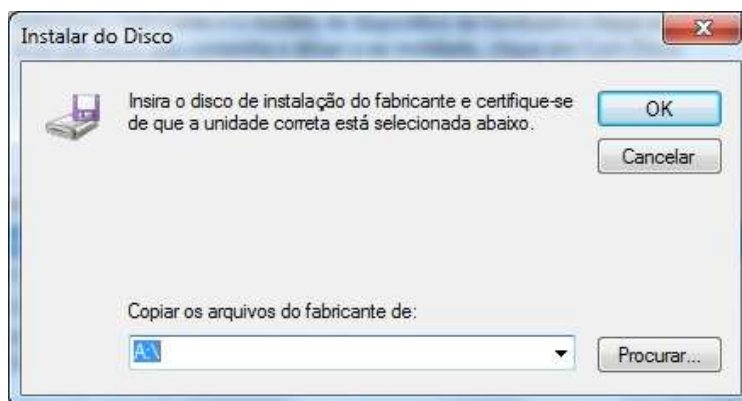 Instalar do Disco
Insira o disco de instalação do fabricante e certifique-se
de que a unidade correta está selecionada abaixo.
OK
Cancelar
Copiar os arquivos do fabricante de:
A:\
Procurar...